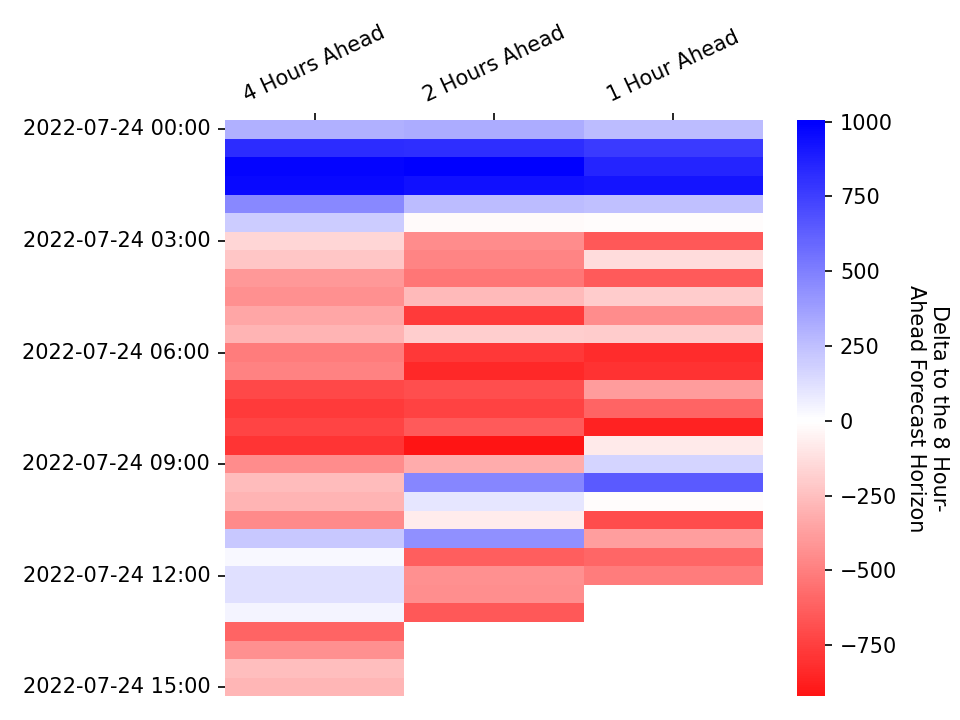 4 Hours Ahead
2 Hours Ahead
1 Hour Ahead
2022-07-24 00:00
2022-07-24 03:00
2022-07-24 06:00
2022-07-24 09:00
2022-07-24 12:00
2022-07-24 15:00
1000
750
500
250
0
−250
−500
−750
Delta to the 8 Hour-
Ahead Forecast Horizon